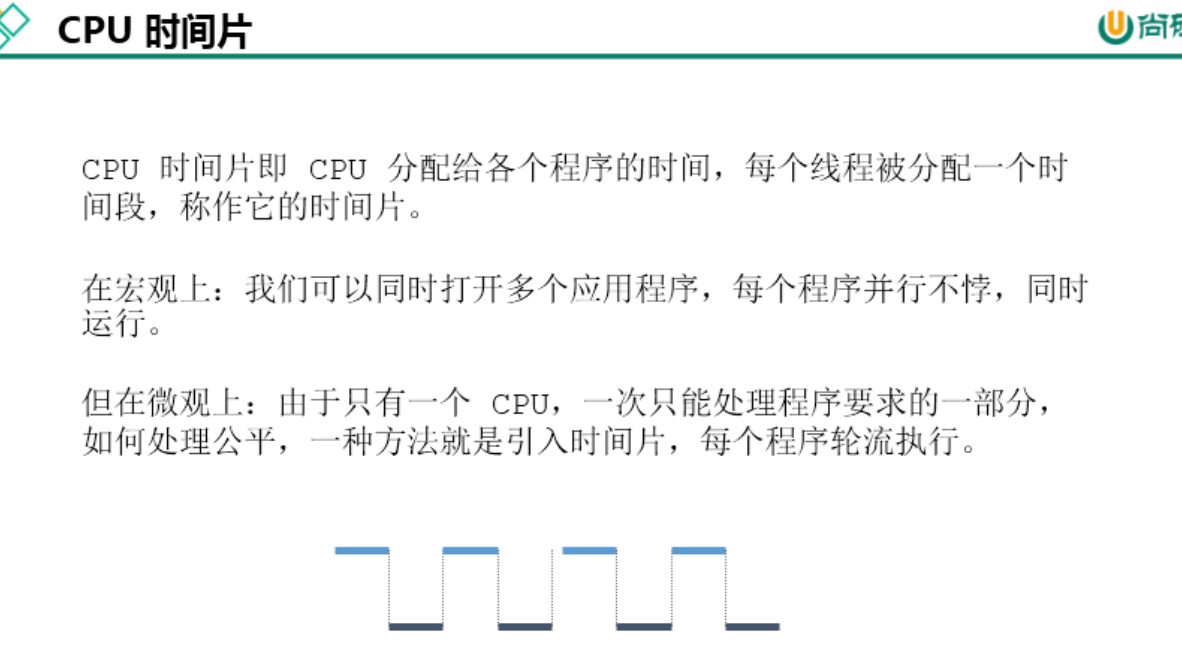 CPU 时间片
尚硅
CPU 时间片即 CPU 分配给各个程序的时间，每个线程被分配一个时
间段，称作它的时间片。
在宏观上：我们可以同时打开多个应用程序，每个程序并行不悖，同时
运行。
但在微观上：由于只有一个 CPU，一次只能处理程序要求的一部分，
如何处理公平，一种方法就是引入时间片，每个程序轮流执行。